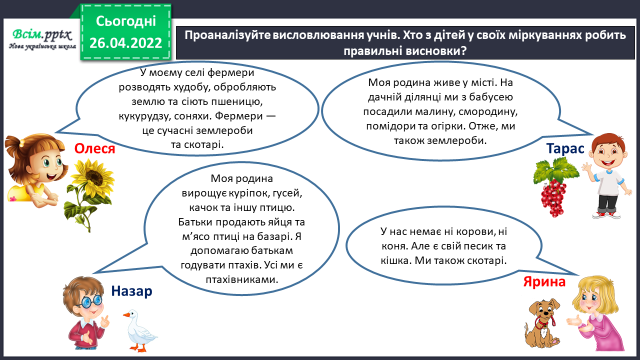 Всім.pptx
Нова українська школа
Сьогодні
26.04.2022
Проаналізуйте висловлювання учнів. Хто з дітей у своїх міркуваннях робить
правильні висновки?
У моєму селі фермери
розводять худобу, обробляють
землю та сіють пшеницю,
кукурудзу, соняхи. Фермери —
це сучасні землероби
та скотарі.
Олеся
Моя родина живе у місті. На
дачній ділянці ми з бабусею
посадили малину, смородину,
помідори та огірки. Отже, ми
також землероби.
Тарас
Моя родина
вирощує куріпок, гусей,
качок та іншу птицю.
Батьки продають яйця та
м’ясо птиці на базарі. Я
допомагаю батькам
годувати птахів. Усі ми є
птахівниками.
Назар
У нас немає ні корови, ні
коня. Але є свій песик та
кішка. Ми також скотарі.
Ярина